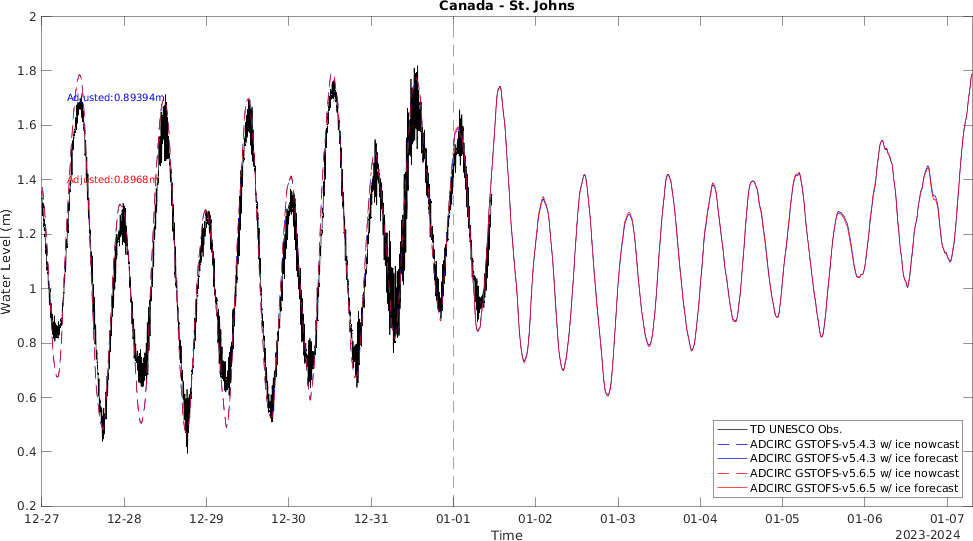 Canada - St. Johns
2
1.8
1.6
1.4
1.2
1
0.8
0.6
0.4
0.2
Water Level (m)
Adjusted:0.89394m
Adjusted:0.8968m
TD UNESCO Obs.
ADCIRC GSTOFS-v5.4.3 w/ ice nowcast
ADCIRC GSTOFS-v5.4.3 w/ ice forecast
ADCIRC GSTOFS-v5.6.5 w/ ice nowcast
ADCIRC GSTOFS-v5.6.5 w/ ice forecast
12-27 12-28 12-29 12-30 12-31 01-01 01-02 01-03 01-04 01-05 01-06 01-07
Time
2023-2024